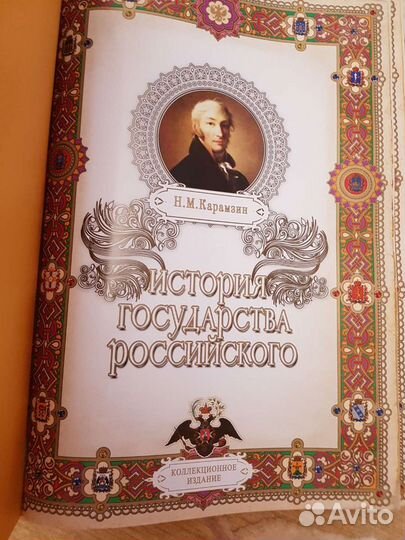 Н.М.Карамзин
ИСТОРИЯ
ГОСУДАРСТВА
РОССИЙСКОГО
КОЛЛЕКЦИОННОЕ
ИЗДАНИЕ
Avito